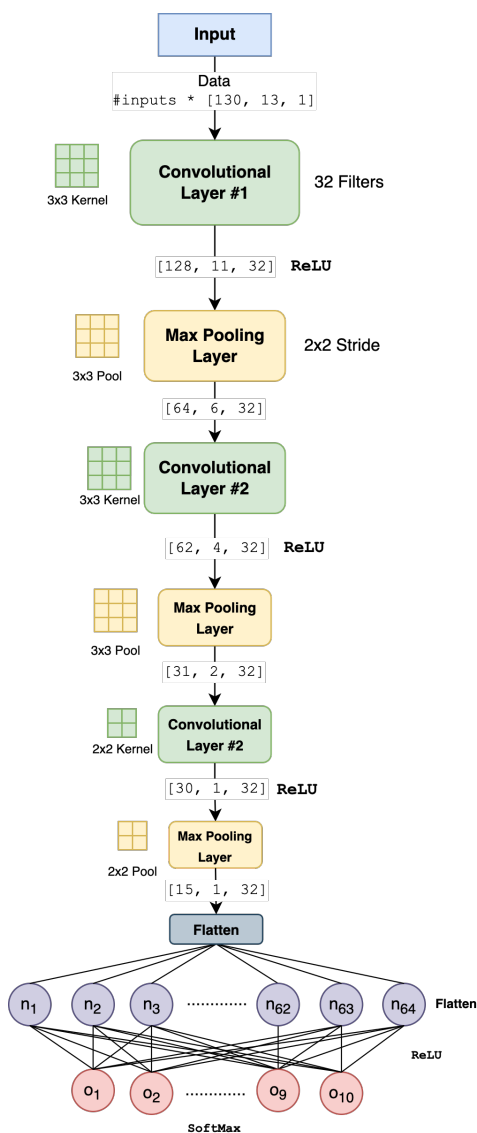 Input
Data
#inputs * [130, 13, 1]
Convolutional
Layer #1
32 Filters
3x3 Kernel
[128, 11, 32]
ReLU
Max Pooling
Layer
2x2 Stride
3x3 Pool
[64, 6, 32]
Convolutional
Layer #2
3x3 Kernel
[62, 4, 32]
ReLU
Max Pooling
Layer
3x3 Pool
[31, 2, 32]
Convolutional
Layer #2
2x2 Kernel
[30, 1, 32]
ReLU
Max Pooling
Layer
2x2 Pool
[15, 1, 32]
Flatten
n1 n2 n3 ............. n62 n63 n64
Flatten
ReLU
o1 o2 ............. o9 o10
SoftMax